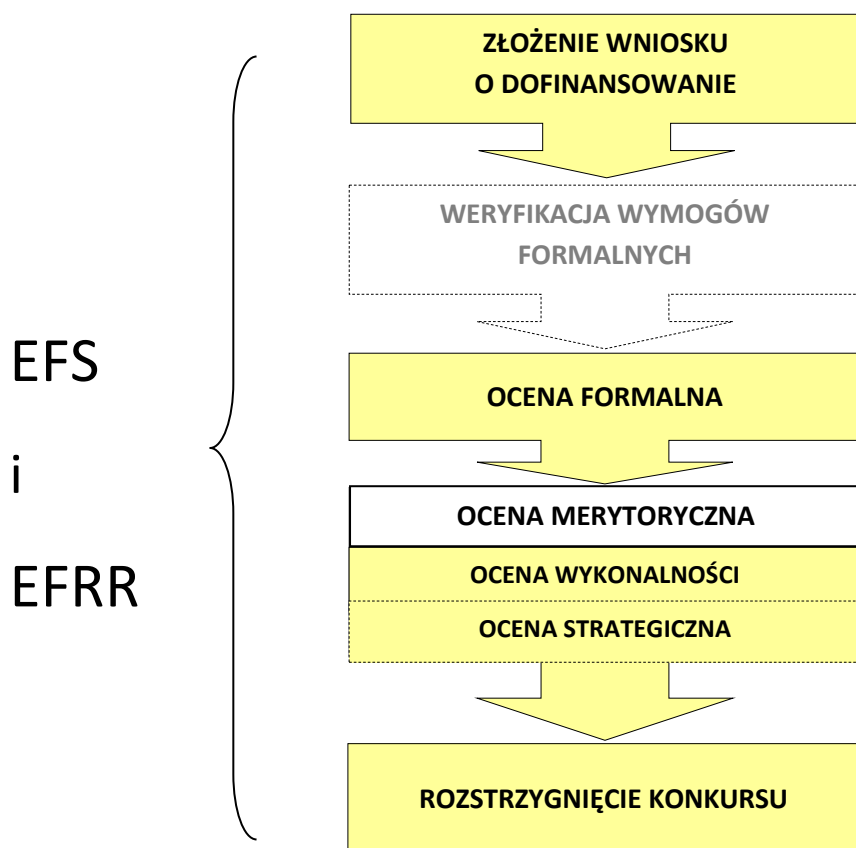 ZŁOŻENIE WNIOSKU
O DOFINANSOWANIE
WERYFIKACJA WYMOGÓW
FORMALNYCH
EFS
i
EFRR
OCENA FORMALNA
OCENA MERYTORYCZNA
OCENA WYKONALNOŚCI
OCENA STRATEGICZNA
ROZSTRZYGNIĘCIE KONKURSU